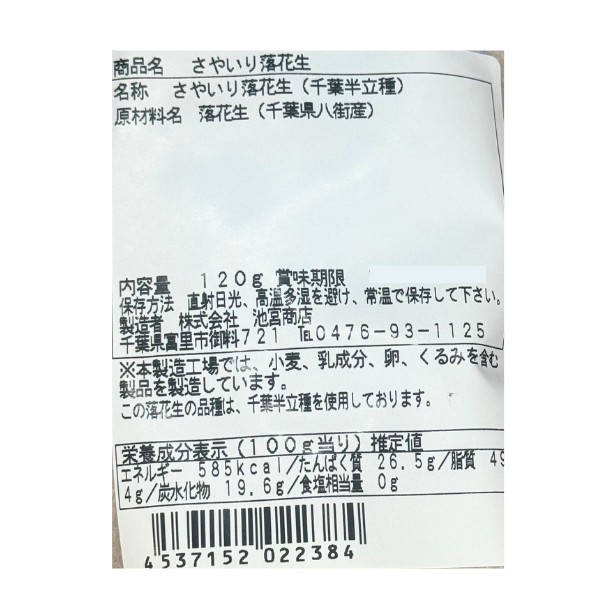 商品名 さやいり落花生
名称 さやいり落花生(千葉半立種)
原材料名 落花生(千葉県八街産)
内容量 120g 賞味期限
保存方法 直射日光、高温多湿を避け、常温で保存して下さい。
製造者 株式会社 池宮商店
千葉県富里市御料721 ℡0476-93-1125
※本製造工場では、小麦、乳成分、卵、くるみを含む
製品を製造しています。
この落花生の品種は、千葉半立種を使用しております。
栄養成分表示(100g当り)推定値
エネルギー 585kcal/たんぱく質 26.5g/脂質 49
4g/炭水化物 19.6g/食塩相当量 0g
4537152 022384